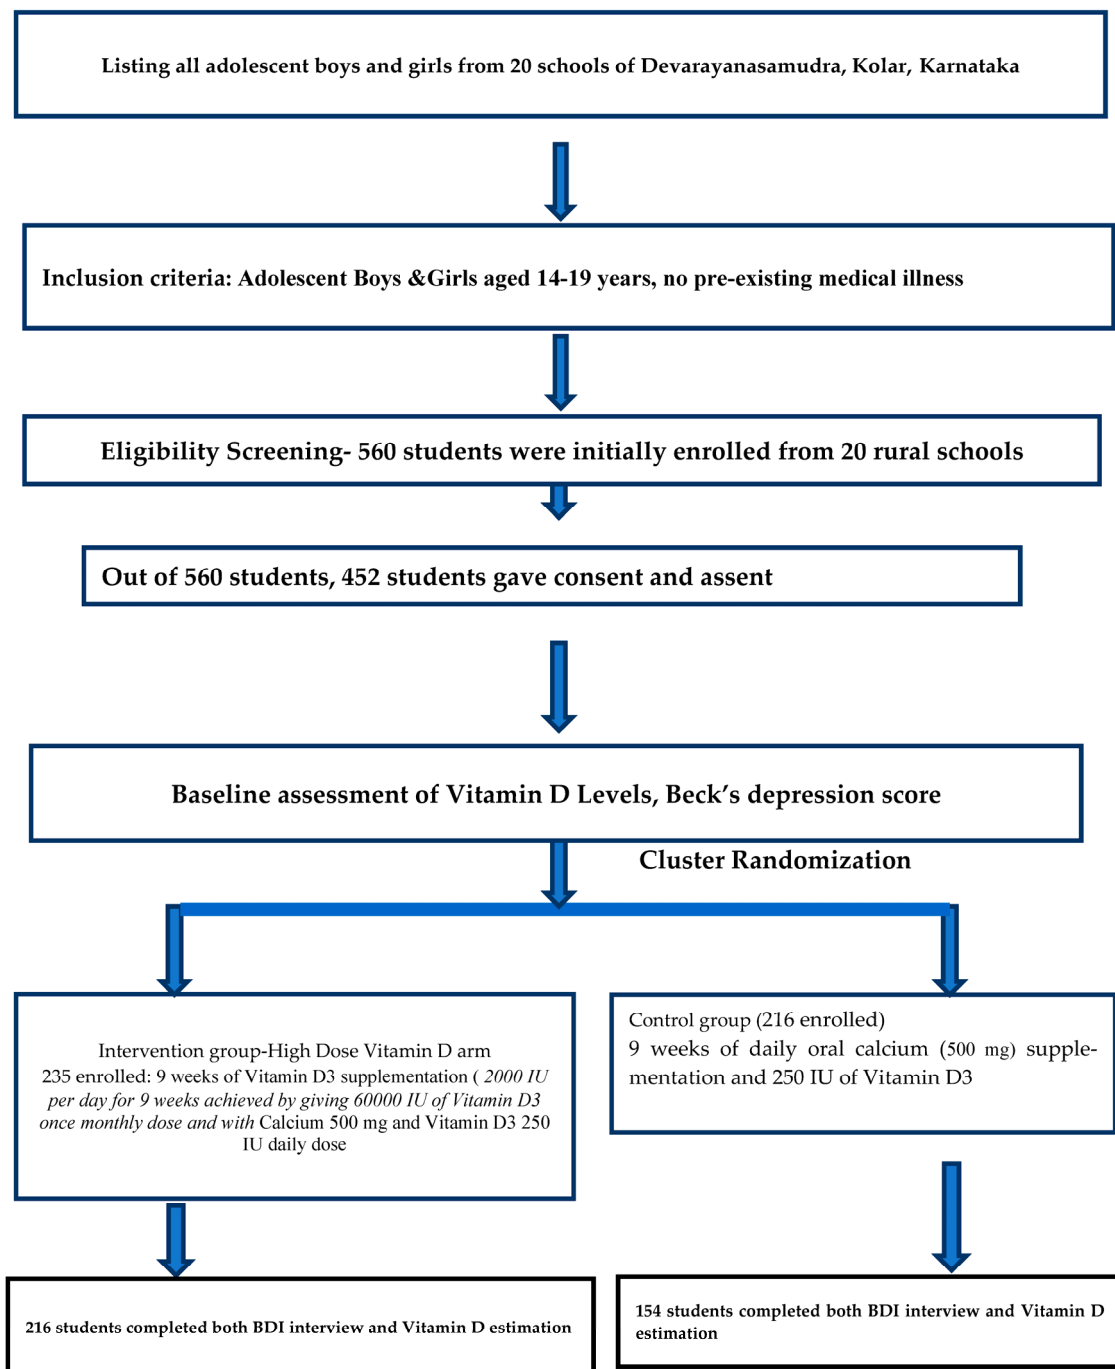 Listing all adolescent boys and girls from 20 schools of Devarayanasamudra, Kolar, Karnataka
Inclusion criteria: Adolescent Boys &Girls aged 14-19 years, no pre-existing medical illness
Eligibility Screening- 560 students were initially enrolled from 20 rural schools
Out of 560 students, 452 students gave consent and assent
Baseline assessment of Vitamin D Levels, Beck’s depression score
Cluster Randomization
Intervention group-High Dose Vitamin D arm
235 enrolled: 9 weeks of Vitamin D3 supplementation ( 2000 IU
per day for 9 weeks achieved by giving 60000 IU of Vitamin D3
once monthly dose and with Calcium 500 mg and Vitamin D3 250
IU daily dose
Control group (216 enrolled)
9 weeks of daily oral calcium (500 mg) supple-
mentation and 250 IU of Vitamin D3
216 students completed both BDI interview and Vitamin D estimation
154 students completed both BDI interview and Vitamin D
estimation